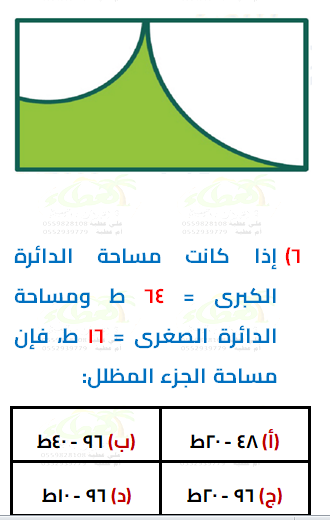 ٦) إذا كانت مساحة الدائرة
الكبرى = ٦٤ ط ومساحة
الدائرة الصغرى = ١٦ ط، فإن
مساحة الجزء المظلل:
(أ) ٤٨ - ٢٠ط (ب) ٩٦ - ٤٠ط
(ج) ٩٦ - ٢٠ط (د) ٩٦ - ١٠ط